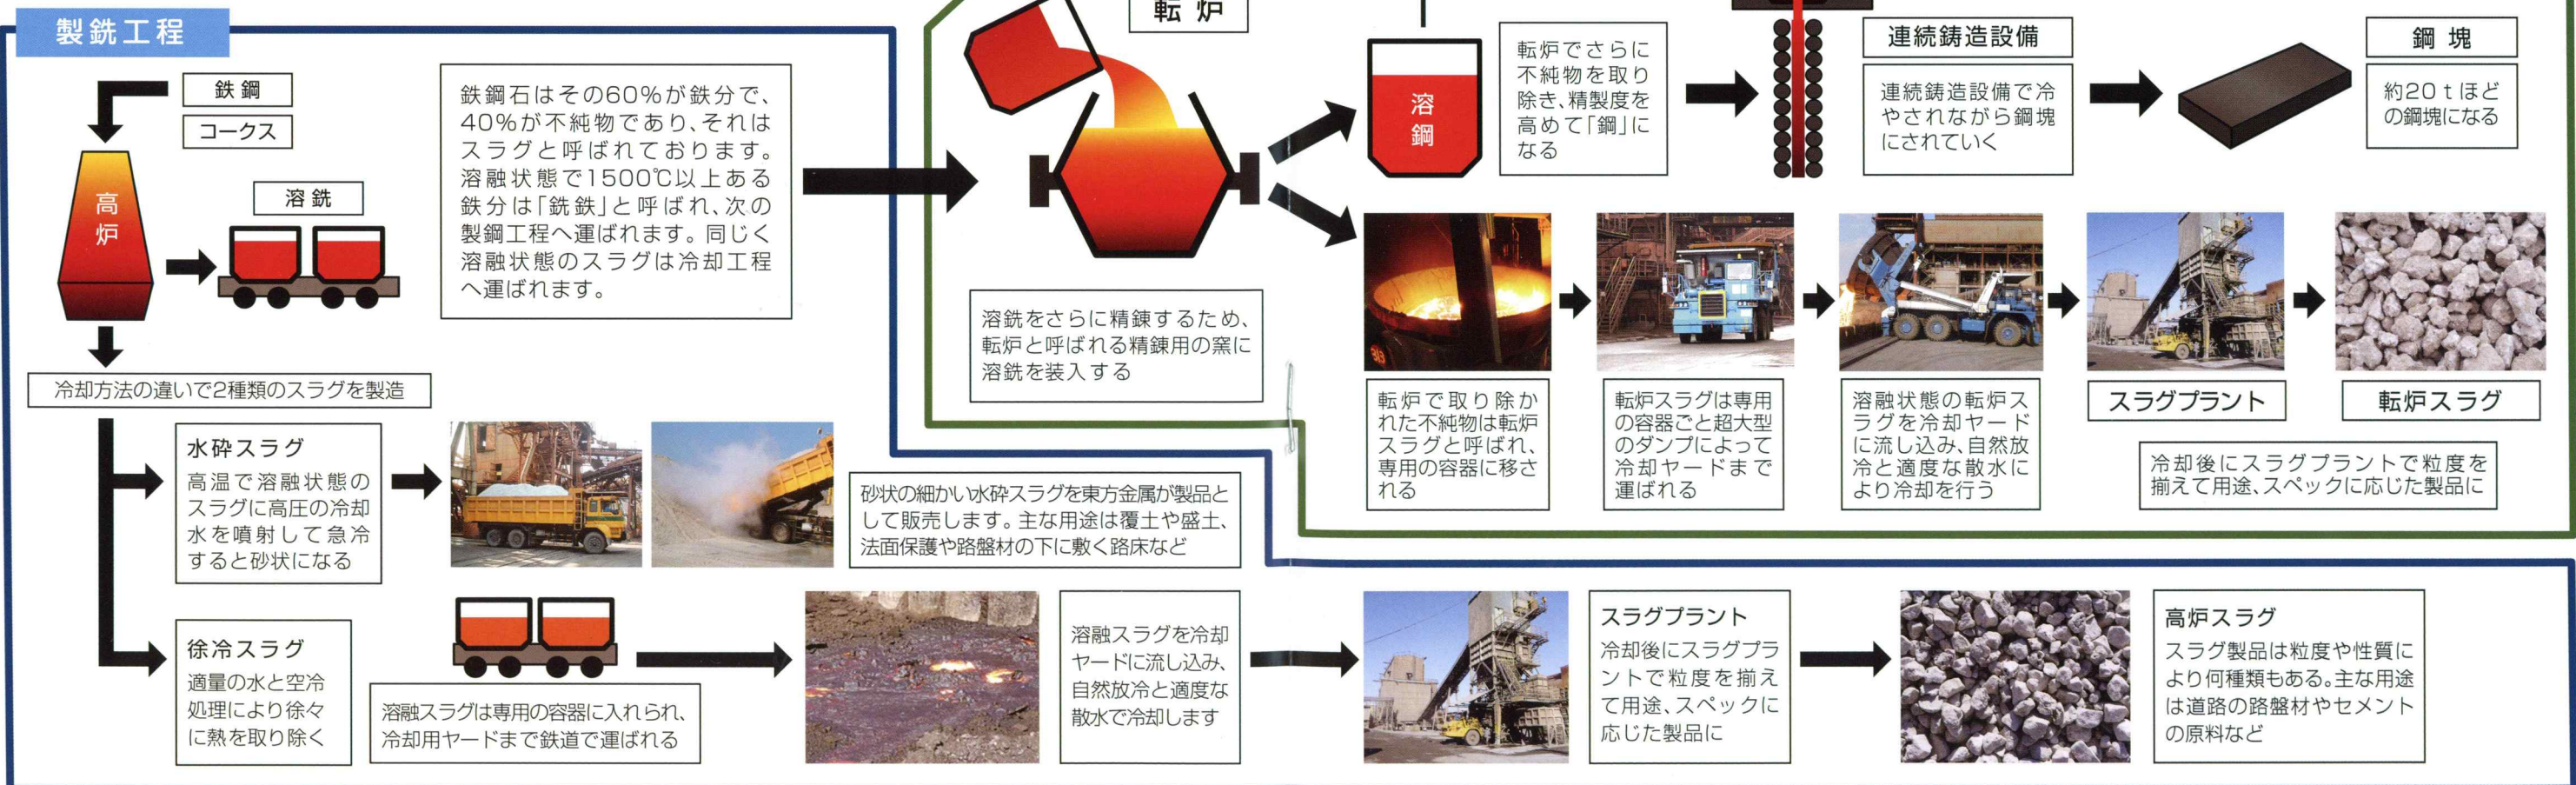 製銑工程
鉄鋼
コークス
高炉
溶銑
鉄鋼石はその60%が鉄分で、
40%が不純物であり、それは
スラグと呼ばれております。
溶融状態で1500℃以上ある
鉄分は「銑鉄」と呼ばれ、次の
製鋼工程へ運ばれます。同じく
溶融状態のスラグは冷却工程
へ運ばれます。
冷却方法の違いで2種類のスラグを製造
水砕スラグ
高温で溶融状態の
スラグに高圧の冷却
水を噴射して急冷
すると砂状になる
砂状の細かい水砕スラグを東方金属が製品と
して販売します。主な用途は覆土や盛土、
法面保護や路盤材の下に敷く路床など
徐冷スラグ
適量の水と空冷
処理により徐々
に熱を取り除く
溶融スラグは専用の容器に入れられ、
冷却用ヤードまで鉄道で運ばれる
溶融スラグを冷却
ヤードに流し込み、
自然放冷と適度な
散水で冷却します
スラグプラント
冷却後にスラグプラ
ントで粒度を揃え
て用途、スペックに
応じた製品に
高炉スラグ
スラグ製品は粒度や性質に
より何種類もある。主な用途
は道路の路盤材やセメント
の原料など
転炉
溶銑をさらに精錬するため、
転炉と呼ばれる精錬用の窯に
溶銑を装入する
溶鋼
転炉でさらに
不純物を取り
除き、精製度を
高めて「鋼」に
なる
連続鋳造設備
連続鋳造設備で冷
やされながら鋼塊
にされていく
鋼塊
約20tほど
の鋼塊になる
313
転炉で取り除か
れた不純物は転炉
スラグと呼ばれ、
専用の容器に移さ
れる
転炉スラグは専用
の容器ごと超大型
のダンプによって
冷却ヤードまで
運ばれる
溶融状態の転炉ス
ラグを冷却ヤード
に流し込み、自然放
冷と適度な散水に
より冷却を行う
スラグプラント
転炉スラグ
冷却後にスラグプラントで粒度を
揃えて用途、スペックに応じた製品に